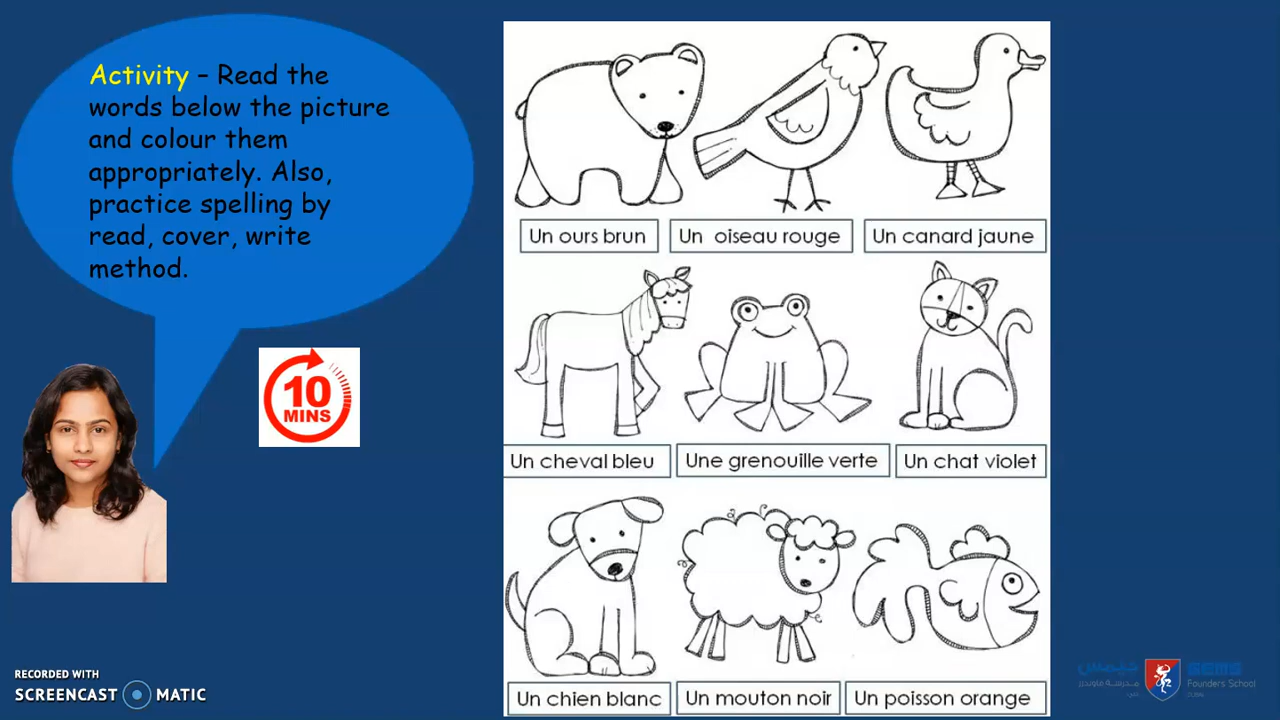 Activity – Read the
words below the picture
and colour them
appropriately. Also,
practice spelling by
read, cover, write
method.
10
MINS
Un ours brun
Un oiseau rouge
Un canard jaune
Un cheval bleu
Une grenouille verte
Un chat violet
Un chien blanc
Un mouton noir
Un poisson orange
RECORDED WITH
SCREENCAST MATIC
جيمس
GEMS
Founders School